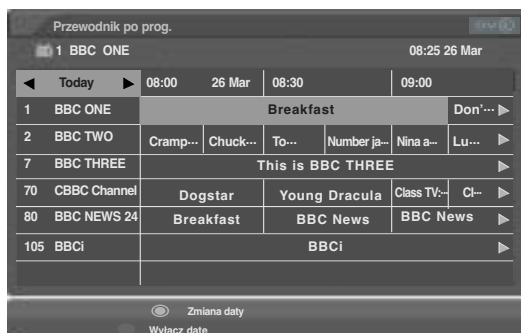 Przewodnik po prog.
1 BBC ONE 08:25 26 Mar
◀ Today ▶ 08:00 26 Mar 08:30 09:00
1 BBC ONE Breakfast Don'··· ▶
2 BBC TWO Cramp··· Chuck··· To··· Number ja··· Nina a··· Lu··· ▶
7 BBC THREE This is BBC THREE ▶
70 CBBC Channel Dogstar Young Dracula Class TV:·· Cl··· ▶
80 BBC NEWS 24 Breakfast BBC News BBC News ▶
105 BBCi BBCi ▶
Zmiana daty
Wyłącz datę